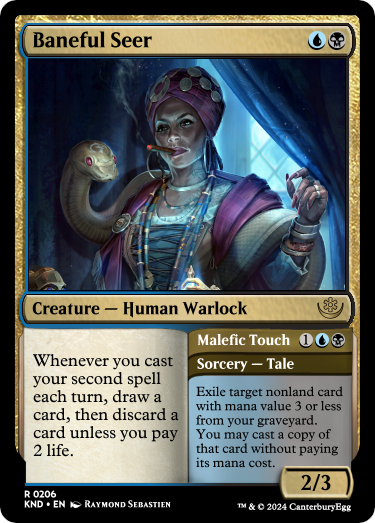 Baneful Seer
Creature — Human Warlock
Whenever you cast
your second spell
each turn, draw a
card, then discard a
card unless you pay
2 life.
Malefic Touch 1
Sorcery — Tale
Exile target nonland card
with mana value 3 or less
from your graveyard.
You may cast a copy of
that card without paying
its mana cost.
2/3
R 0206
KND • EN RAYMOND SEBASTIEN
™ & © 2024 CanterburyEgg